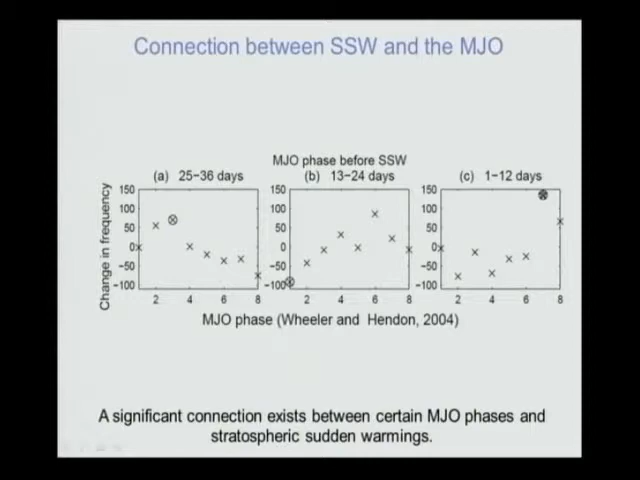 Connection between SSW and the MJO
MJO phase before SSW
(a) 25-36 days
(b) 13-24 days
(c) 1-12 days
Change in frequency
150
100
50
0
-50
-100
2 4 6 8
150
100
50
0
-50
-100
2 4 6 8
150
100
50
0
-50
-100
2 4 6 8
MJO phase (Wheeler and Hendon, 2004)
A significant connection exists between certain MJO phases and
stratospheric sudden warmings.